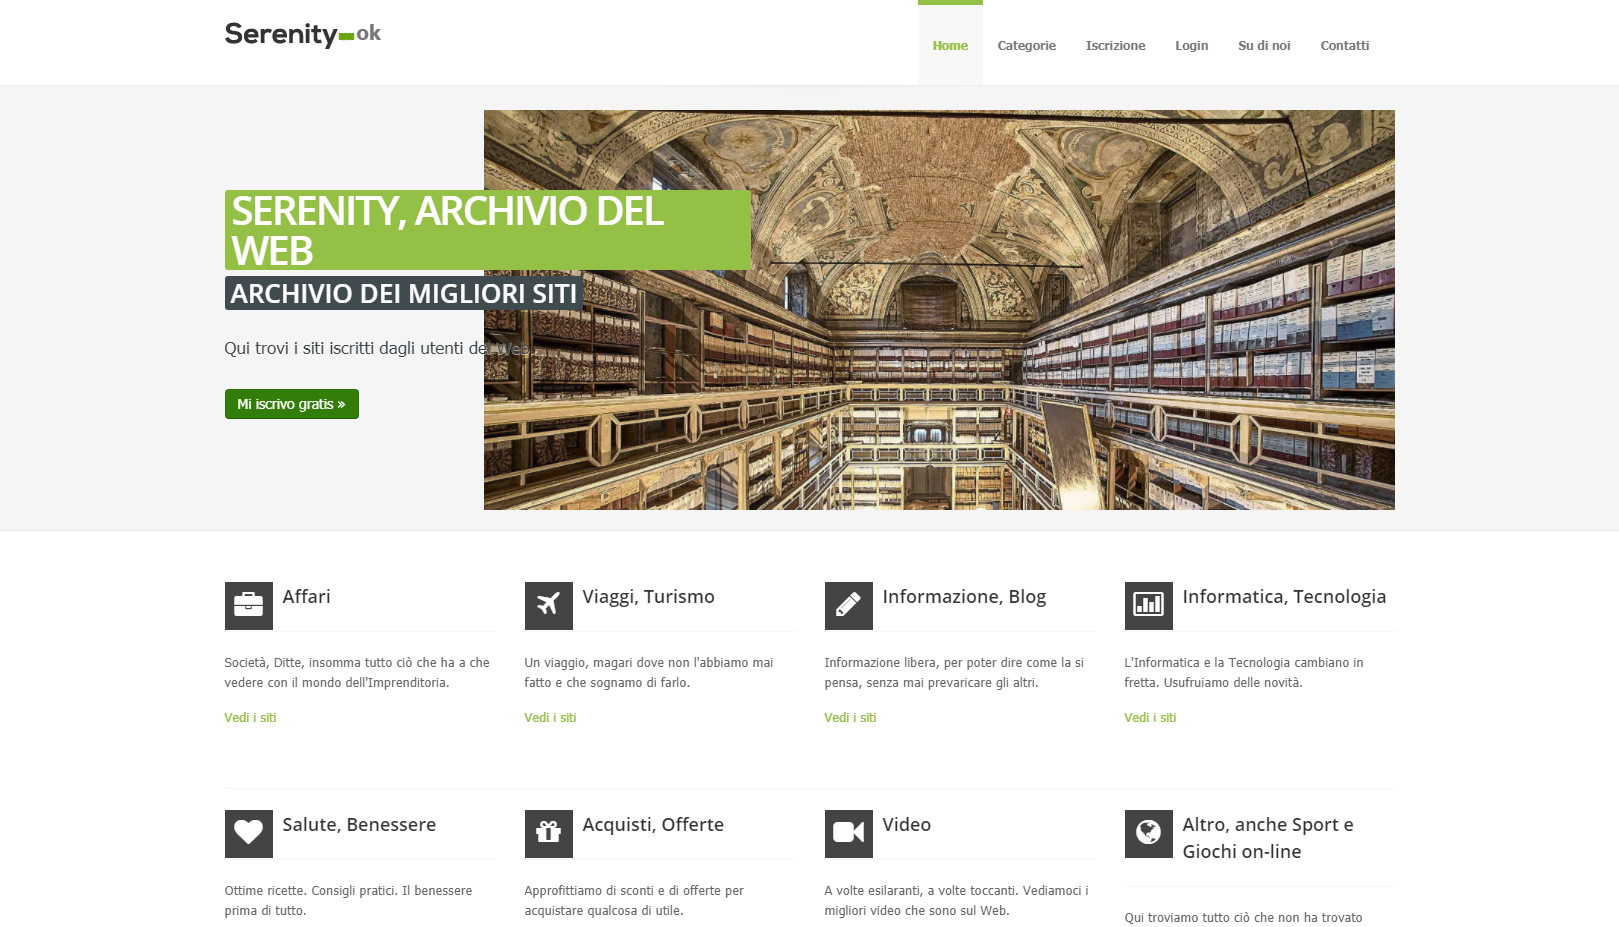 Serenity-ok
Home Categorie Iscrizione Login Su di noi Contatti
SERENITY, ARCHIVIO DEL
WEB
ARCHIVIO DEI MIGLIORI SITI
Qui trovi i siti iscritti dagli utenti del Web.
Mi iscrivo gratis »
Affari
Società, Ditte, insomma tutto ciò che ha a che
vedere con il mondo dell'Imprenditoria.
Vedi i siti
Viaggi, Turismo
Un viaggio, magari dove non l'abbiamo mai
fatto e che sognamo di farlo.
Vedi i siti
Informazione, Blog
Informazione libera, per poter dire come la si
pensa, senza mai prevaricare gli altri.
Vedi i siti
Informatica, Tecnologia
L'Informatica e la Tecnologia cambiano in
fretta. Usufruiamo delle novità.
Vedi i siti
Salute, Benessere
Ottime ricette. Consigli pratici. Il benessere
prima di tutto.
Acquisti, Offerte
Approfittiamo di sconti e di offerte per
acquistare qualcosa di utile.
Video
A volte esilaranti, a volte toccanti. Vediamoci i
migliori video che sono sul Web.
Altro, anche Sport e
Giochi on-line
Qui troviamo tutto ciò che non ha trovato